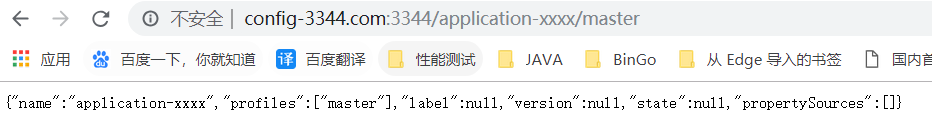 不安全 | config-3344.com:3344/application-xxxx/master
应用 百度一下，你就知道 译 百度翻译 性能测试 JAVA BinGo 从 Edge 导入的书签 国内首
{"name":"application-xxxx","profiles":["master"],"label":null,"version":null,"state":null,"propertySources":[]}